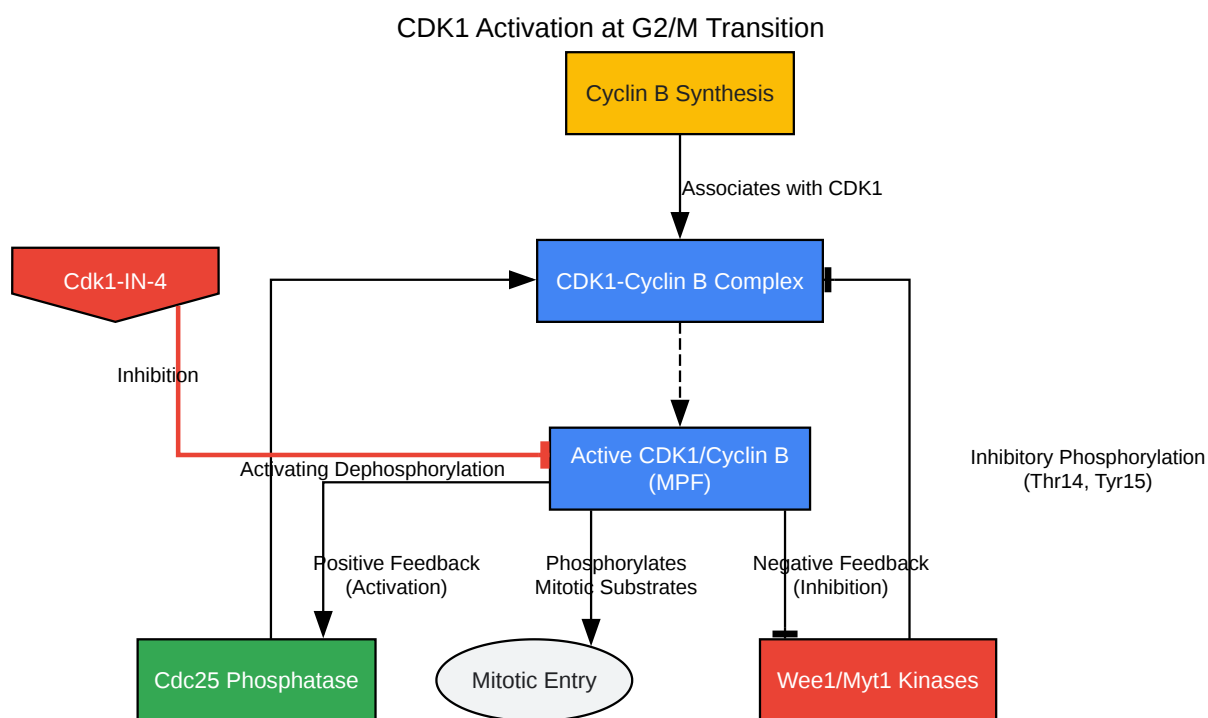 CDK1 Activation at G2/M Transition
Cyclin B Synthesis
Associates with CDK1
Cdk1-IN-4
CDK1-Cyclin B Complex
Inhibition
Active CDK1/Cyclin B
(MPF)
Activating Dephosphorylation
Inhibitory Phosphorylation
(Thr14, Tyr15)
Positive Feedback
(Activation)
Phosphorylates
Mitotic Substrates
Negative Feedback
(Inhibition)
Cdc25 Phosphatase
Mitotic Entry
Wee1/Myt1 Kinases